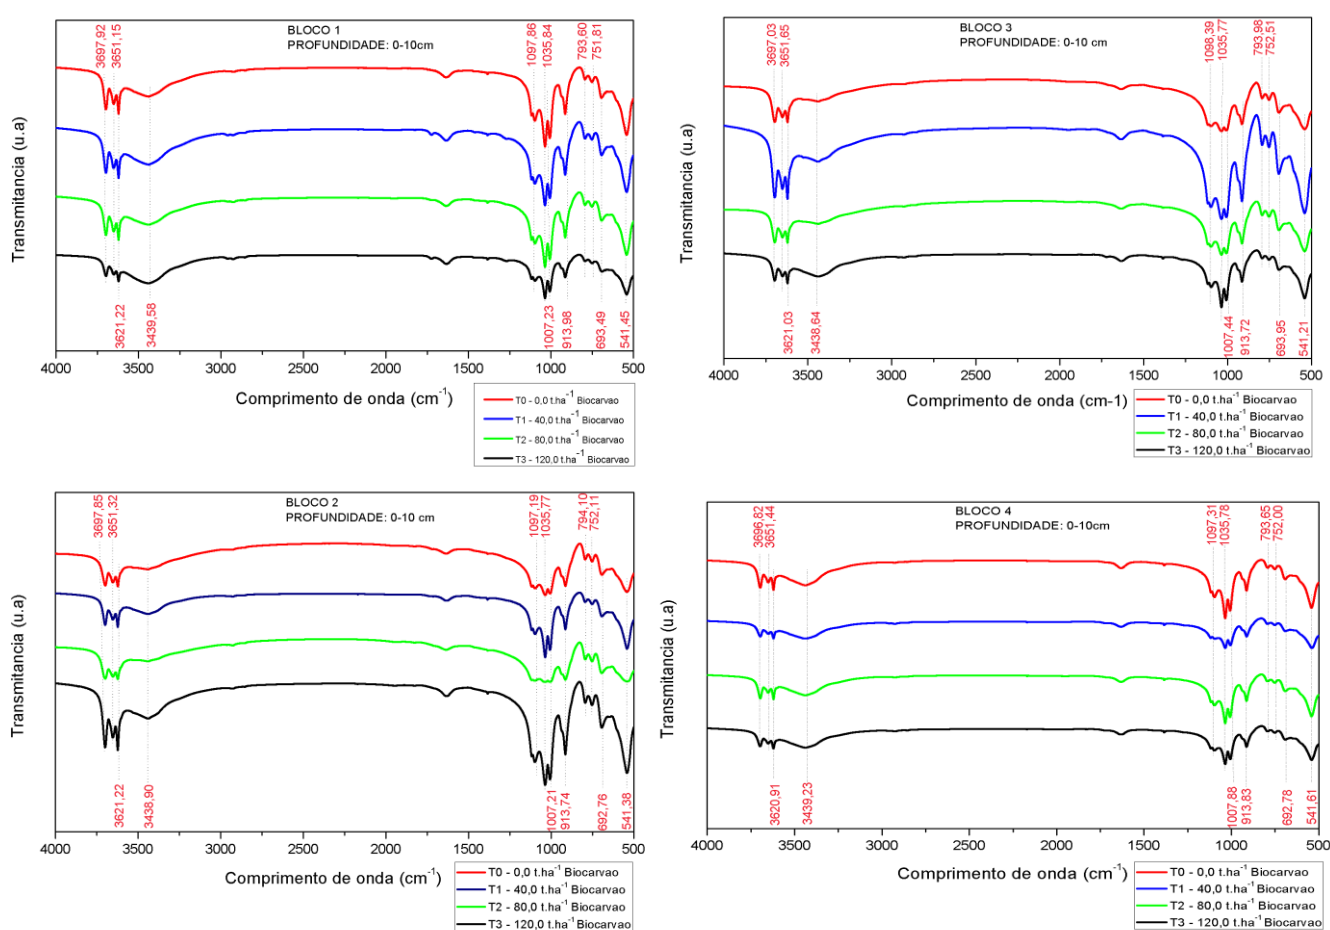 BLOCO 1
PROFUNDIDADE: 0-10cm
3697,92
3651,15
1097,86
1035,84
793,60
751,81
Transmitancia (u.a)
3621,22
3439,58
1007,23
913,98
693,49
541,45
4000 3500 3000 2500 2000 1500 1000 500
Comprimento de onda (cm⁻¹)
T0 - 0,0 t.ha⁻¹ Biocarvao
T1 - 40,0 t.ha⁻¹ Biocarvao
T2 - 80,0 t.ha⁻¹ Biocarvao
T3 - 120,0 t.ha⁻¹ Biocarvao
BLOCO 3
PROFUNDIDADE: 0-10 cm
3697,03
3651,65
1098,39
1035,77
793,98
752,51
Transmitancia (u.a)
3621,03
3438,64
1007,44
913,72
693,95
541,21
4000 3500 3000 2500 2000 1500 1000 500
Comprimento de onda (cm-1)
T0 - 0,0 t.ha⁻¹ Biocarvao
T1 - 40,0 t.ha⁻¹ Biocarvao
T2 - 80,0 t.ha⁻¹ Biocarvao
T3 - 120,0 t.ha⁻¹ Biocarvao
BLOCO 2
PROFUNDIDADE: 0-10 cm
3697,85
3651,32
1097,19
1035,77
794,10
752,11
Transmitancia (u.a)
3621,22
3438,90
1007,21
913,74
692,76
541,38
4000 3500 3000 2500 2000 1500 1000 500
Comprimento de onda (cm⁻¹)
T0 - 0,0 t.ha⁻¹ Biocarvao
T1 - 40,0 t.ha⁻¹ Biocarvao
T2 - 80,0 t.ha⁻¹ Biocarvao
T3 - 120,0 t.ha⁻¹ Biocarvao
BLOCO 4
PROFUNDIDADE: 0-10cm
3696,82
3651,44
1097,31
1035,78
793,65
752,00
Transmitancia (u.a)
3620,91
3439,23
1007,88
913,83
692,78
541,61
4000 3500 3000 2500 2000 1500 1000 500
Comprimento de onda (cm⁻¹)
T0 - 0,0 t.ha⁻¹ Biocarvao
T1 - 40,0 t.ha⁻¹ Biocarvao
T2 - 80,0 t.ha⁻¹ Biocarvao
T3 - 120,0 t.ha⁻¹ Biocarvao